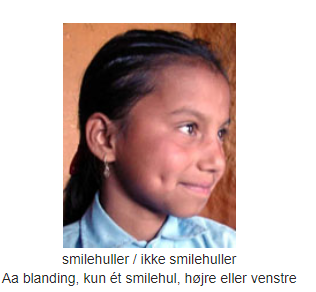 smilehuller / ikke smilehuller
Aa blanding, kun ét smilehul, højre eller venstre